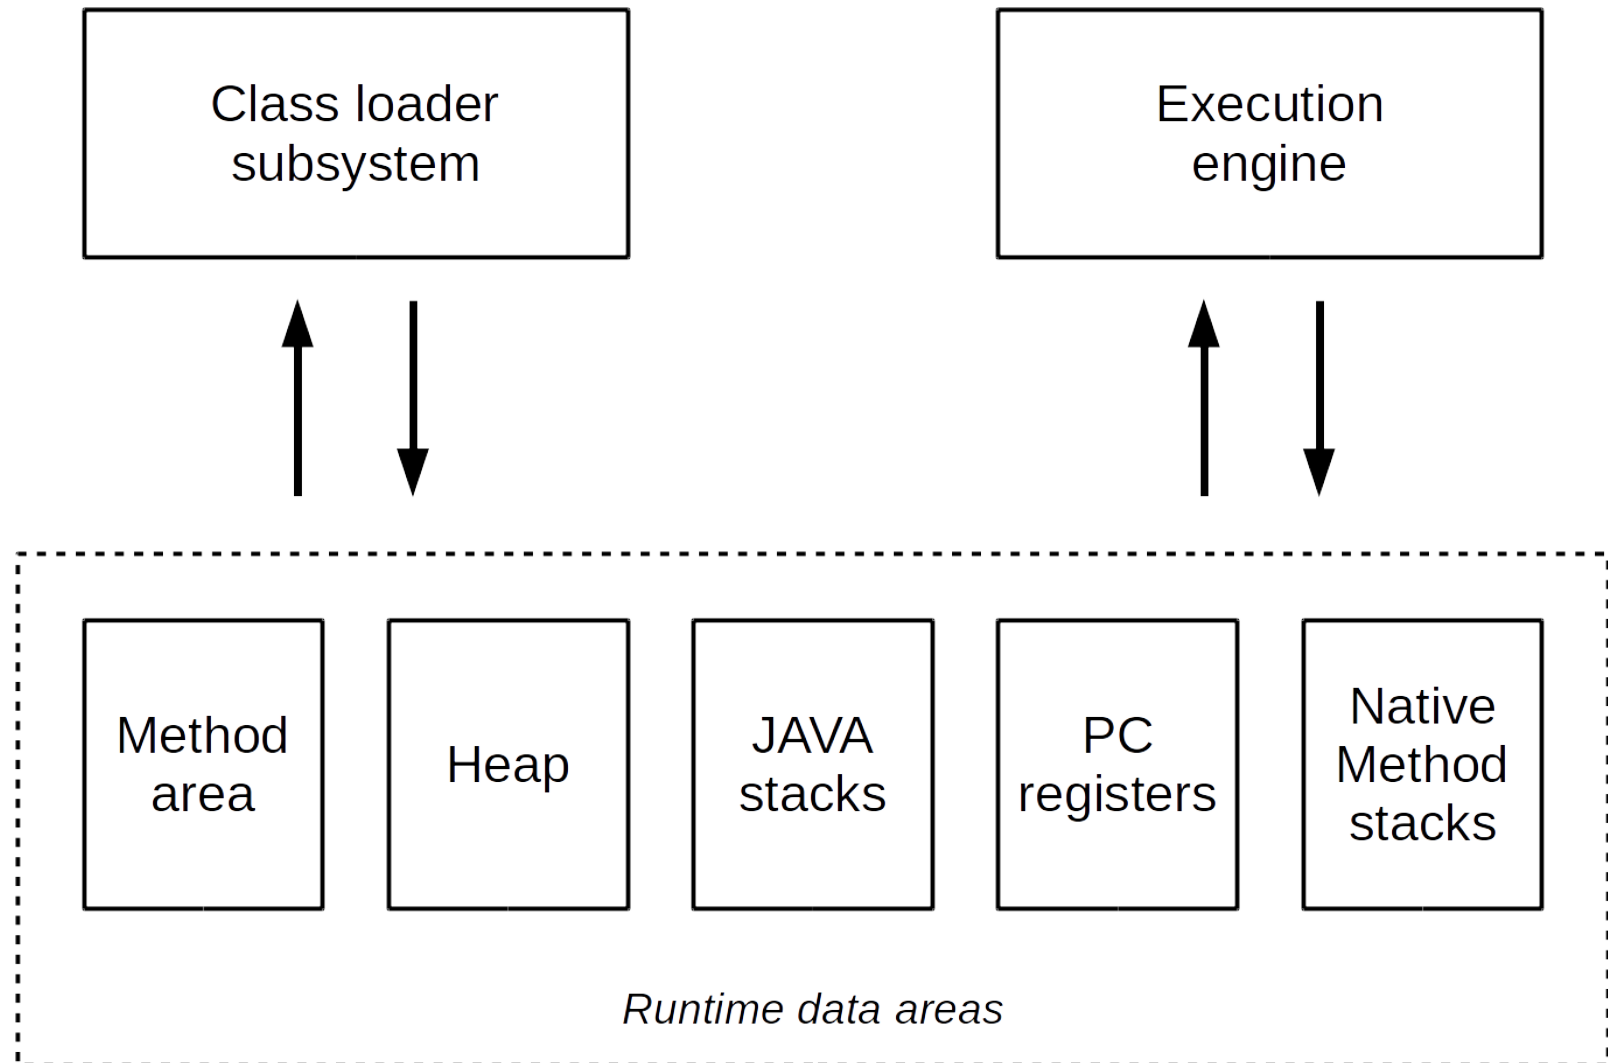 Class loader
subsystem
Execution
engine
Method
area
Heap
JAVA
stacks
PC
registers
Native
Method
stacks
Runtime data areas